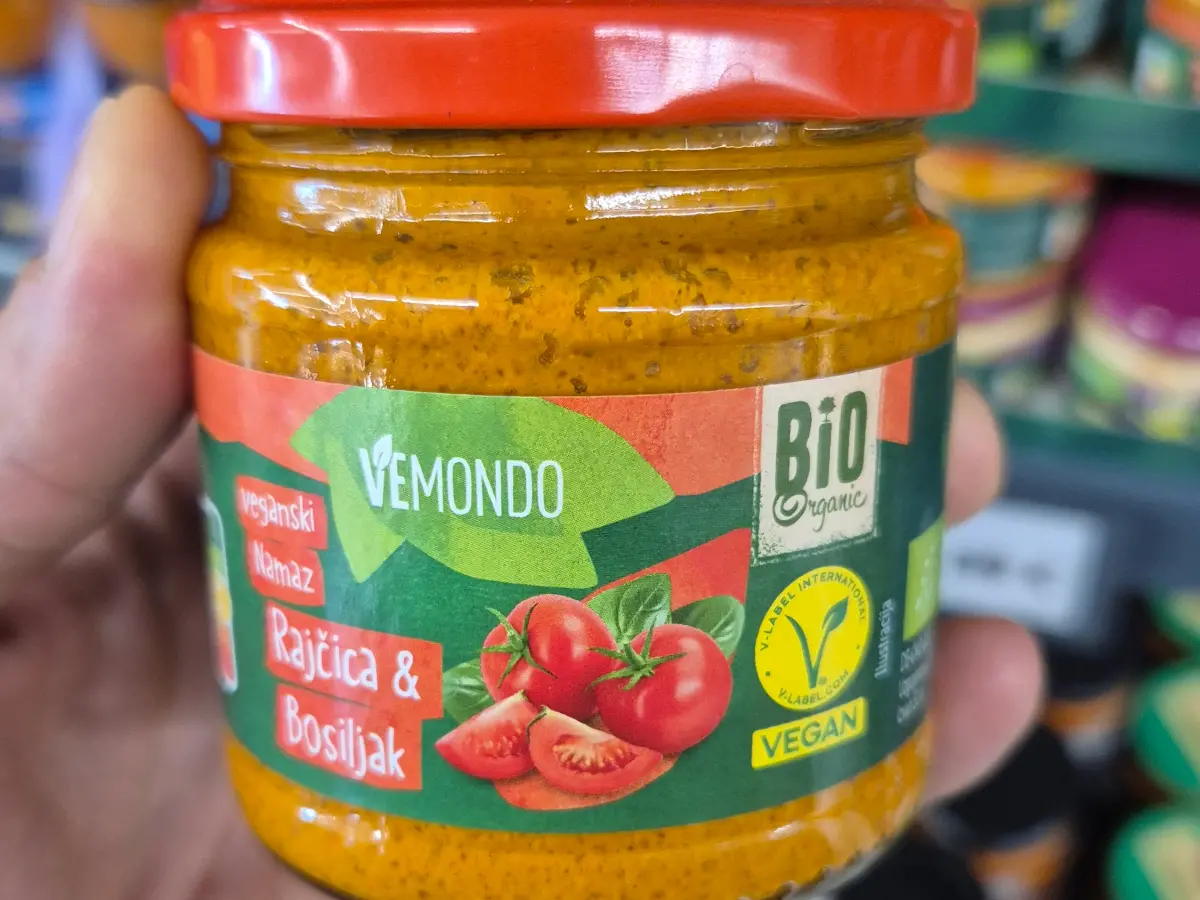 VEMONDO
veganski
Namaz
Rajčica &
Bosiljak
BiO
Organic
V-LABEL INTERNATIONAL
V-LABEL.COM
VEGAN
Ilustracija